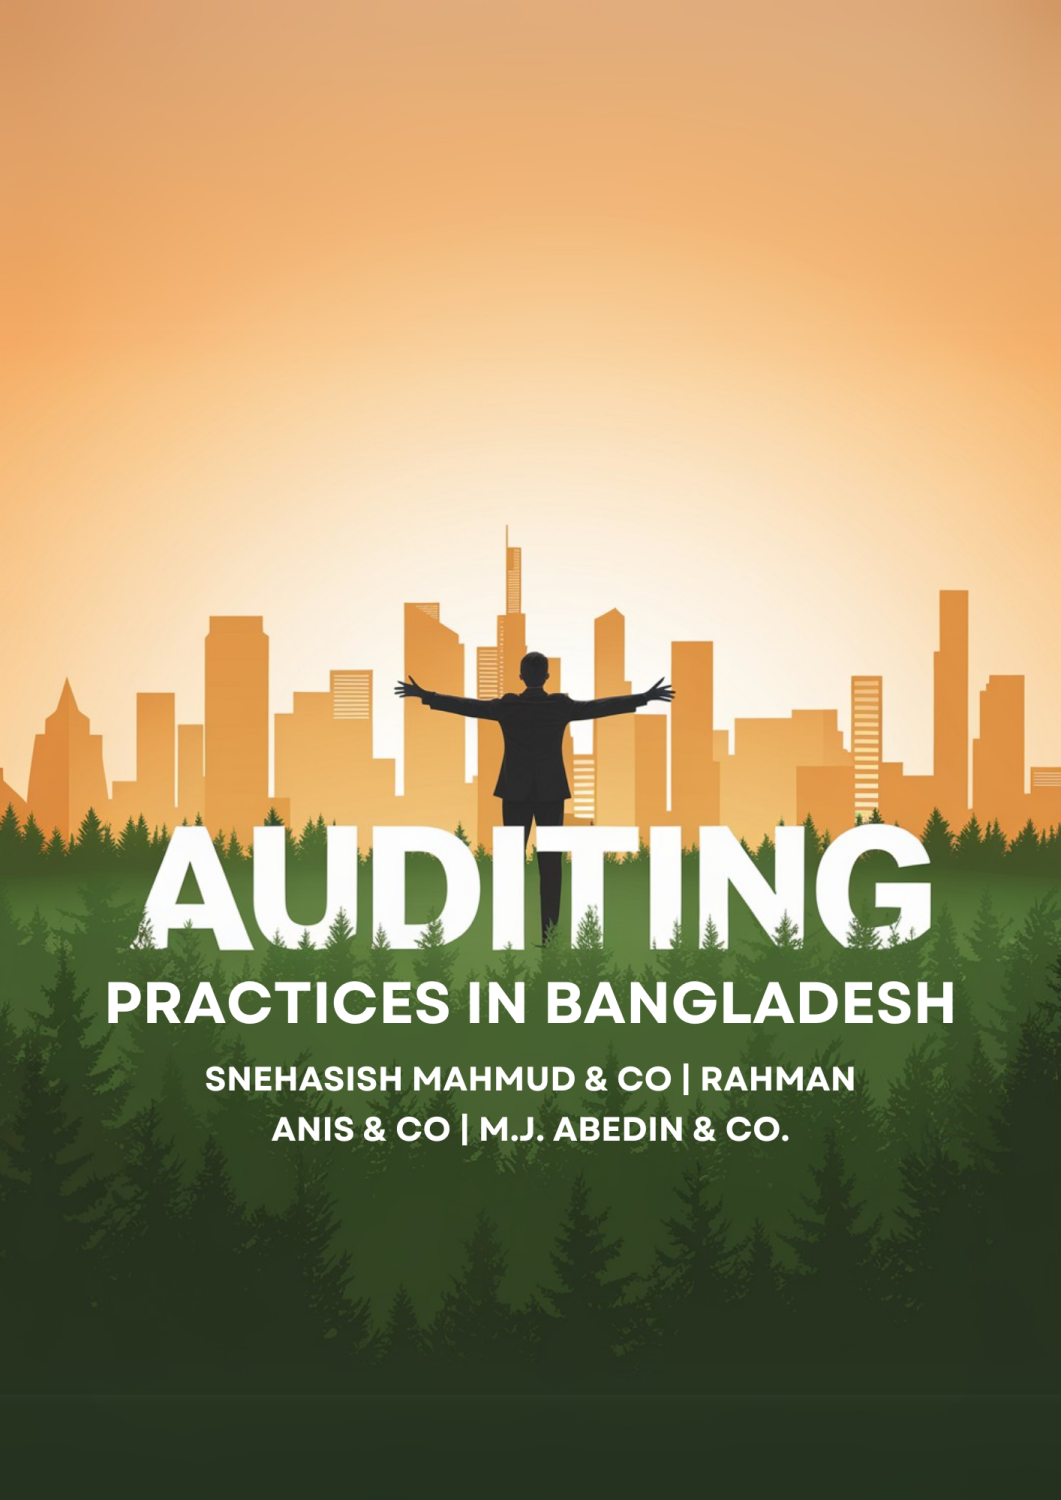 AUDITING
PRACTICES IN BANGLADESH
SNEHASISH MAHMUD & CO | RAHMAN
ANIS & CO | M.J. ABEDIN & CO.